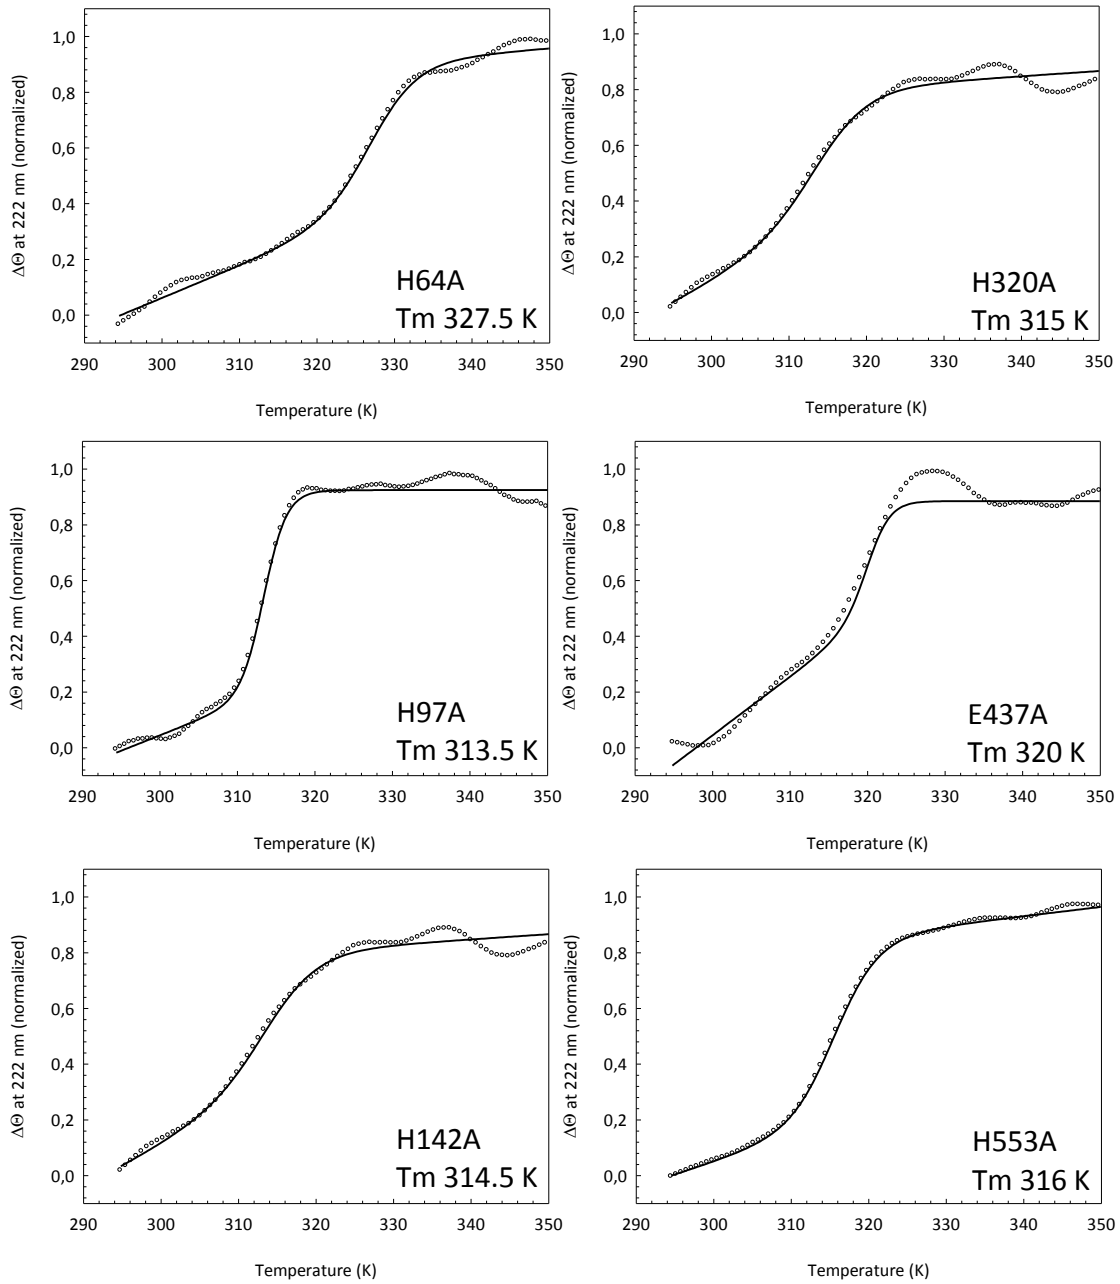 1,0
0,8
0,6
0,4
0,2
0,0
ΔΘ at 222 nm (normalized)
H64A
Tm 327.5 K
290 300 310 320 330 340 350
Temperature (K)
1,0
0,8
0,6
0,4
0,2
0,0
ΔΘ at 222 nm (normalized)
H320A
Tm 315 K
290 300 310 320 330 340 350
Temperature (K)
1,0
0,8
0,6
0,4
0,2
0,0
ΔΘ at 222 nm (normalized)
H97A
Tm 313.5 K
290 300 310 320 330 340 350
Temperature (K)
1,0
0,8
0,6
0,4
0,2
0,0
ΔΘ at 222 nm (normalized)
E437A
Tm 320 K
290 300 310 320 330 340 350
Temperature (K)
1,0
0,8
0,6
0,4
0,2
0,0
ΔΘ at 222 nm (normalized)
H142A
Tm 314.5 K
290 300 310 320 330 340 350
Temperature (K)
1,0
0,8
0,6
0,4
0,2
0,0
ΔΘ at 222 nm (normalized)
H553A
Tm 316 K
290 300 310 320 330 340 350
Temperature (K)